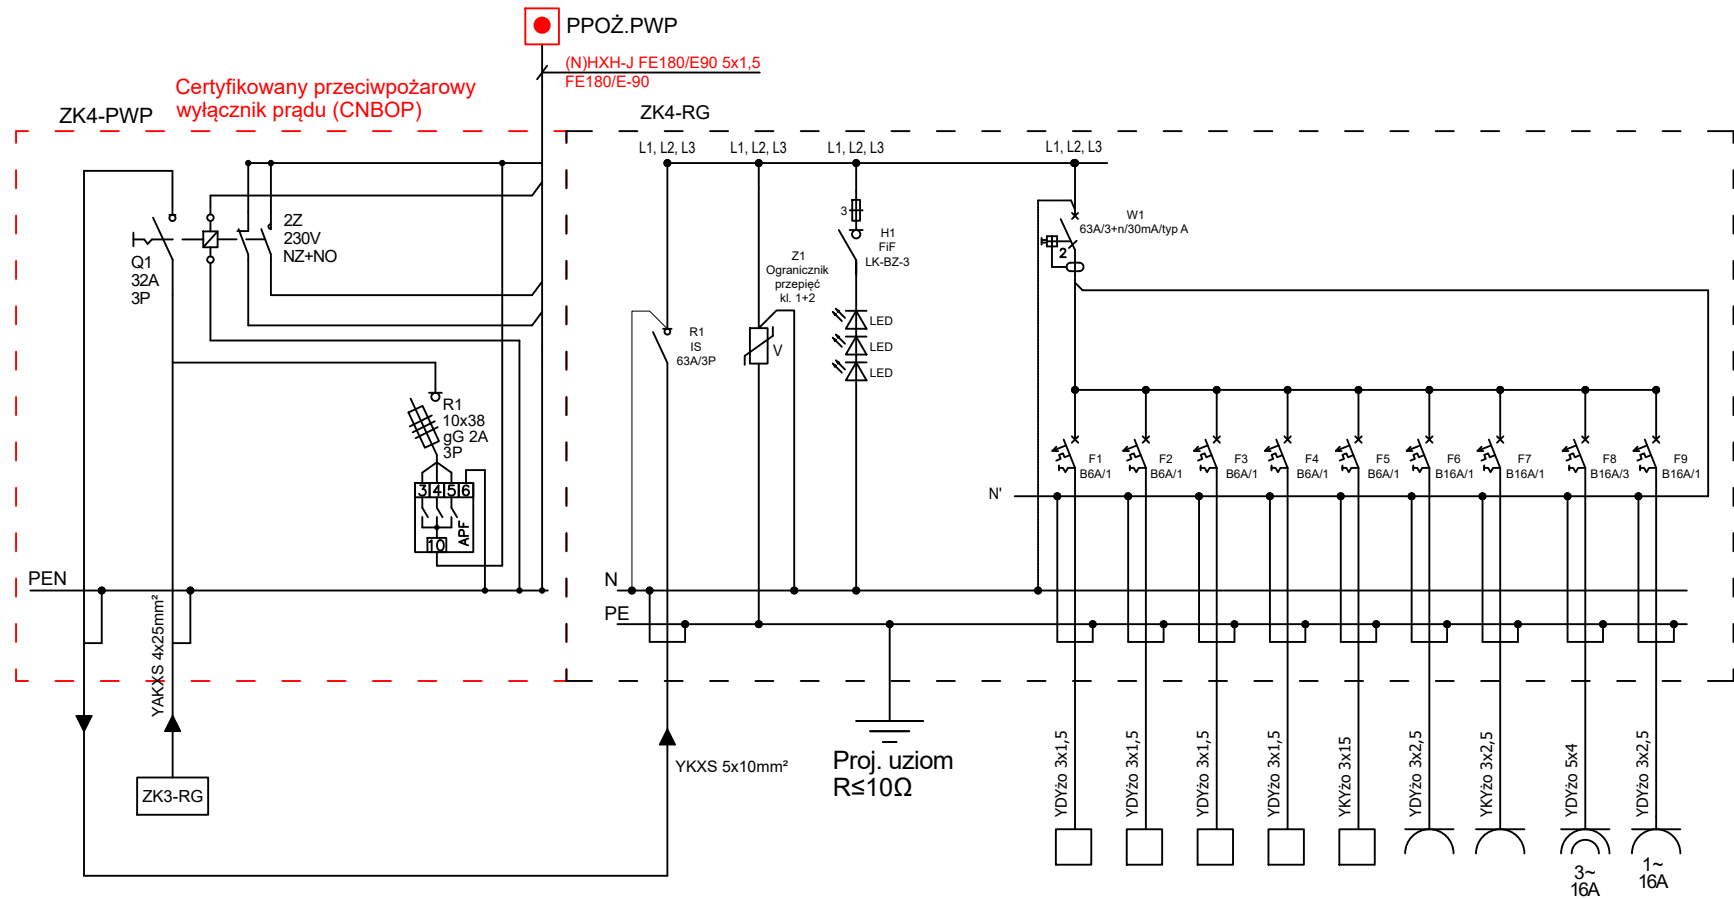 PPOŻ.PWP
(N)HXH-J FE180/E90 5x1,5
FE180/E-90
Certyfikowany przeciwpożarowy
wyłącznik prądu (CNBOP)
ZK4-PWP
ZK4-RG
L1, L2, L3
L1, L2, L3
L1, L2, L3
L1, L2, L3
Q1
32A
3P
2Z
230V
NZ+NO
R1
10x38
gG 2A
3P
3 4 5 6
APF
10
PEN
YAKXS 4x25mm²
ZK3-RG
R1
IS
63A/3P
Z1
Ogranicznik
przepięć
kl. 1+2
V
3
H1
FiF
LK-BZ-3
LED
LED
LED
W1
63A/3+n/30mA/typ A
2
F1
B6A/1
F2
B6A/1
F3
B6A/1
F4
B6A/1
F5
B6A/1
F6
B16A/1
F7
B16A/1
F8
B16A/3
F9
B16A/1
N'
N
PE
YKXS 5x10mm²
Proj. uziom
R≤10Ω
YDYżo 3x1,5
YDYżo 3x1,5
YDYżo 3x1,5
YDYżo 3x1,5
YKYżo 3x15
YDYżo 3x2,5
YKYżo 3x2,5
YDYżo 5x4
YDYżo 3x2,5
3~
16A
1~
16A